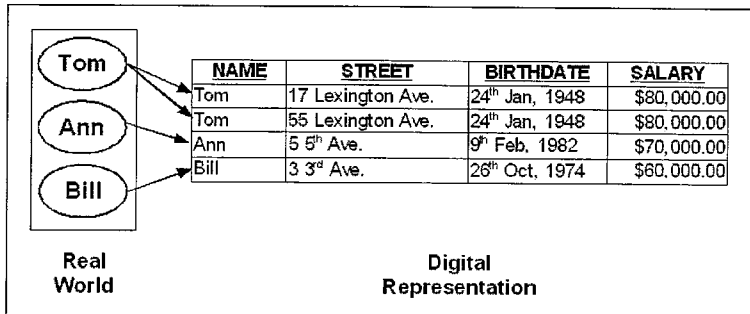 Tom
Ann
Bill
NAME STREET BIRTHDATE SALARY
Tom 17 Lexington Ave. 24th Jan, 1948 $80,000.00
Tom 55 Lexington Ave. 24th Jan, 1948 $80,000.00
Ann 5 5th Ave. 9th Feb, 1982 $70,000.00
Bill 3 3rd Ave. 26th Oct, 1974 $60,000.00
Real World
Digital Representation